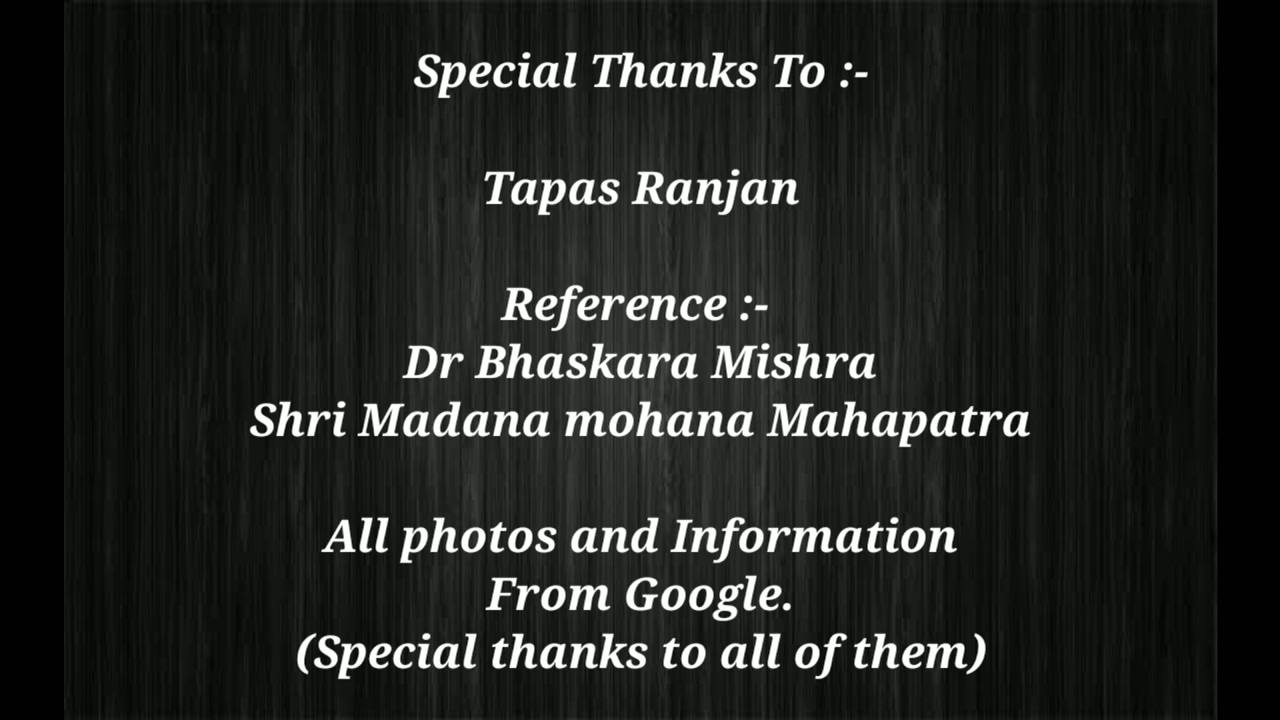 Special Thanks To :-
Tapas Ranjan
Reference :-
Dr Bhaskara Mishra
Shri Madana mohana Mahapatra
All photos and Information
From Google.
(Special thanks to all of them)